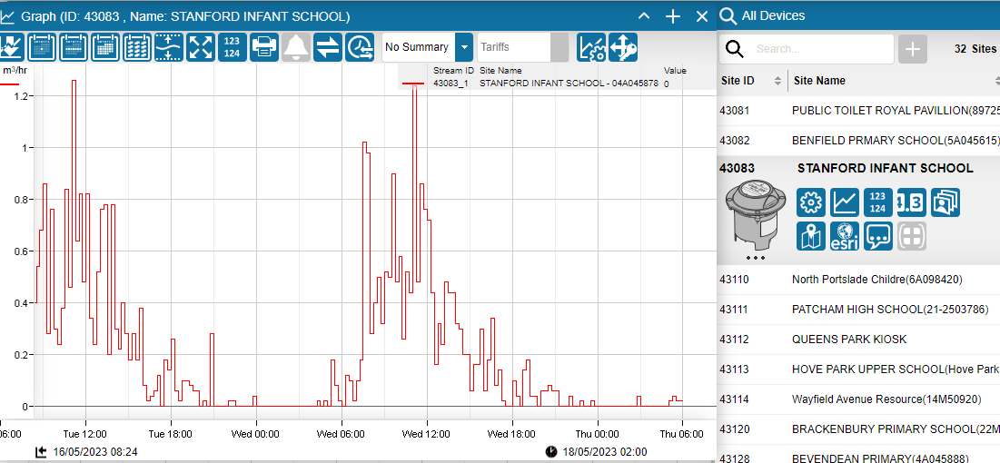 Graph (ID: 43083 , Name: STANFORD INFANT SCHOOL)
123
124
No Summary
Tariffs
m³/hr
Stream ID Site Name Value
43083_1 STANFORD INFANT SCHOOL - 04A045878 0
1.2
1
0.8
0.6
0.4
0.2
0
06:00 Tue 12:00 Tue 18:00 Wed 00:00 Wed 06:00 Wed 12:00 Wed 18:00 Thu 00:00 Thu 06:00
16/05/2023 08:24 18/05/2023 02:00
All Devices
Search...
32 Sites
Site ID Site Name
43081 PUBLIC TOILET ROYAL PAVILLION(89725
43082 BENFIELD PRMARY SCHOOL(5A045615)
43083 STANFORD INFANT SCHOOL
123
124
4.B
esri
43110 North Portslade Childre(6A098420)
43111 PATCHAM HIGH SCHOOL(21-2503786)
43112 QUEENS PARK KIOSK
43113 HOVE PARK UPPER SCHOOL(Hove Park
43114 Wayfield Avenue Resource(14M50920)
43120 BRACKENBURY PRIMARY SCHOOL(22M
43128 BEVENDEAN PRIMARY(4A045888)